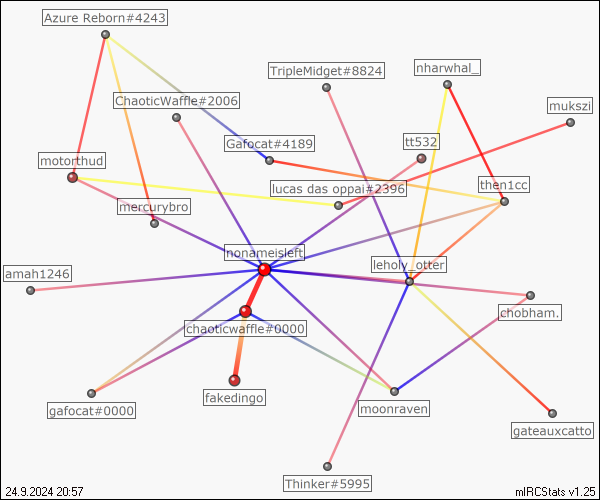 Azure Reborn#4243
nharwhal_
TripleMidget#8824
ChaoticWaffle#2006
mukszi
Gafocat#4189
tt532
motorthud
lucas das oppai#2396
then1cc
mercurybro
nonameisleft
leholy_otter
amah1246
chobham.
chaoticwaffle#0000
fakedingo
gafocat#0000
moonraven
gateauxcatto
Thinker#5995
24.9.2024 20:57
mIRCStats v1.25